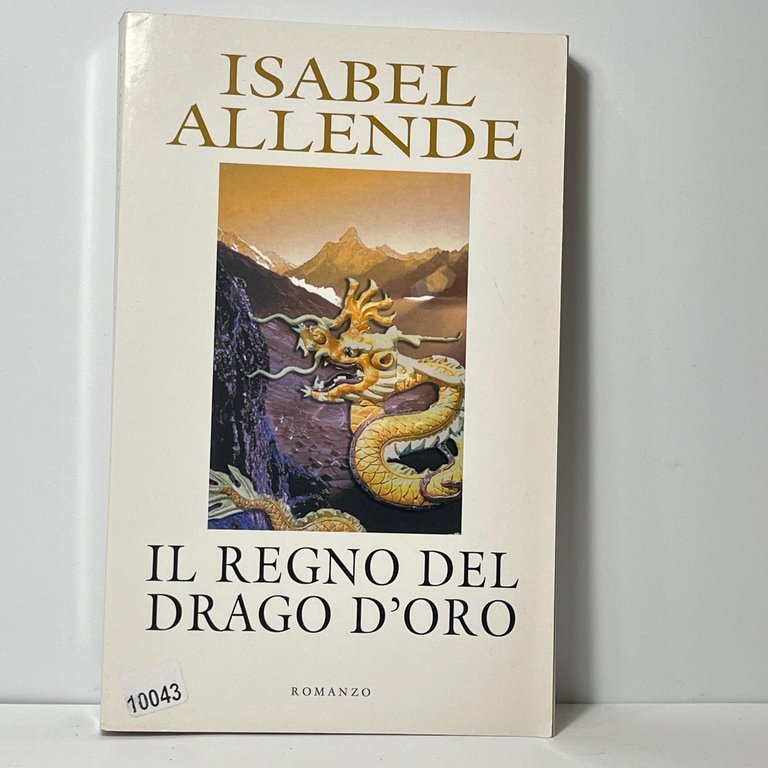 ISABEL
ALLENDE
IL REGNO DEL
DRAGO D'ORO
ROMANZO
10043